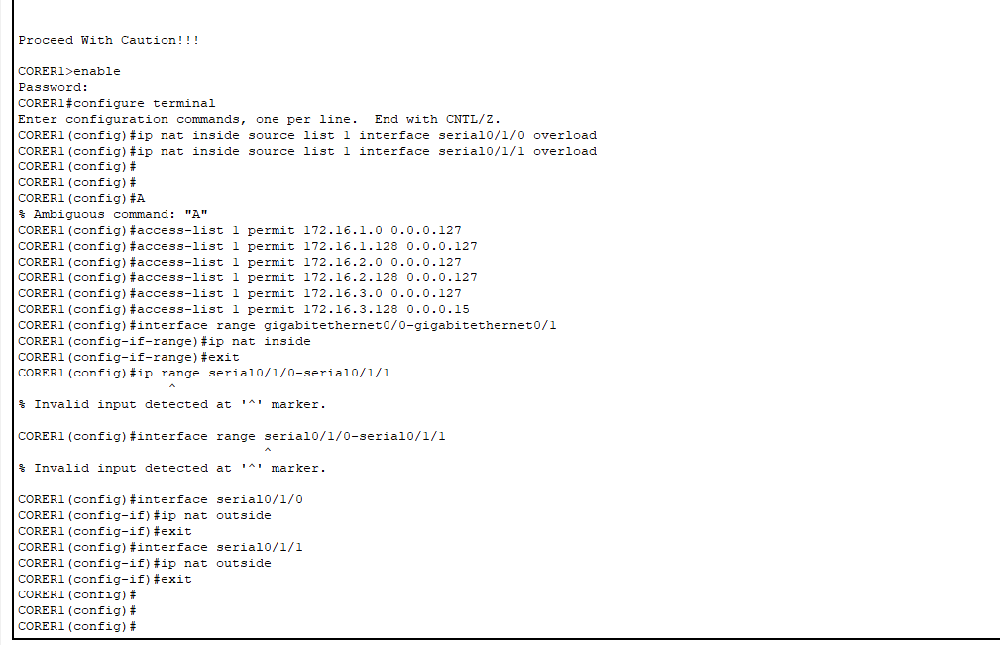 Proceed With Caution!!!
CORER1>enable
Password:
CORER1#configure terminal
Enter configuration commands, one per line.  End with CNTL/Z.
CORER1(config)#ip nat inside source list 1 interface serial0/1/0 overload
CORER1(config)#ip nat inside source list 1 interface serial0/1/1 overload
CORER1(config)#
CORER1(config)#
CORER1(config)#A
% Ambiguous command: "A"
CORER1(config)#access-list 1 permit 172.16.1.0 0.0.0.127
CORER1(config)#access-list 1 permit 172.16.1.128 0.0.0.127
CORER1(config)#access-list 1 permit 172.16.2.0 0.0.0.127
CORER1(config)#access-list 1 permit 172.16.2.128 0.0.0.127
CORER1(config)#access-list 1 permit 172.16.3.0 0.0.0.127
CORER1(config)#access-list 1 permit 172.16.3.128 0.0.0.15
CORER1(config)#interface range gigabitethernet0/0-gigabitethernet0/1
CORER1(config-if-range)#ip nat inside
CORER1(config-if-range)#exit
CORER1(config)#ip range serial0/1/0-serial0/1/1
^
% Invalid input detected at '^' marker.
CORER1(config)#interface range serial0/1/0-serial0/1/1
^
% Invalid input detected at '^' marker.
CORER1(config)#interface serial0/1/0
CORER1(config-if)#ip nat outside
CORER1(config-if)#exit
CORER1(config)#interface serial0/1/1
CORER1(config-if)#ip nat outside
CORER1(config-if)#exit
CORER1(config)#
CORER1(config)#
CORER1(config)#